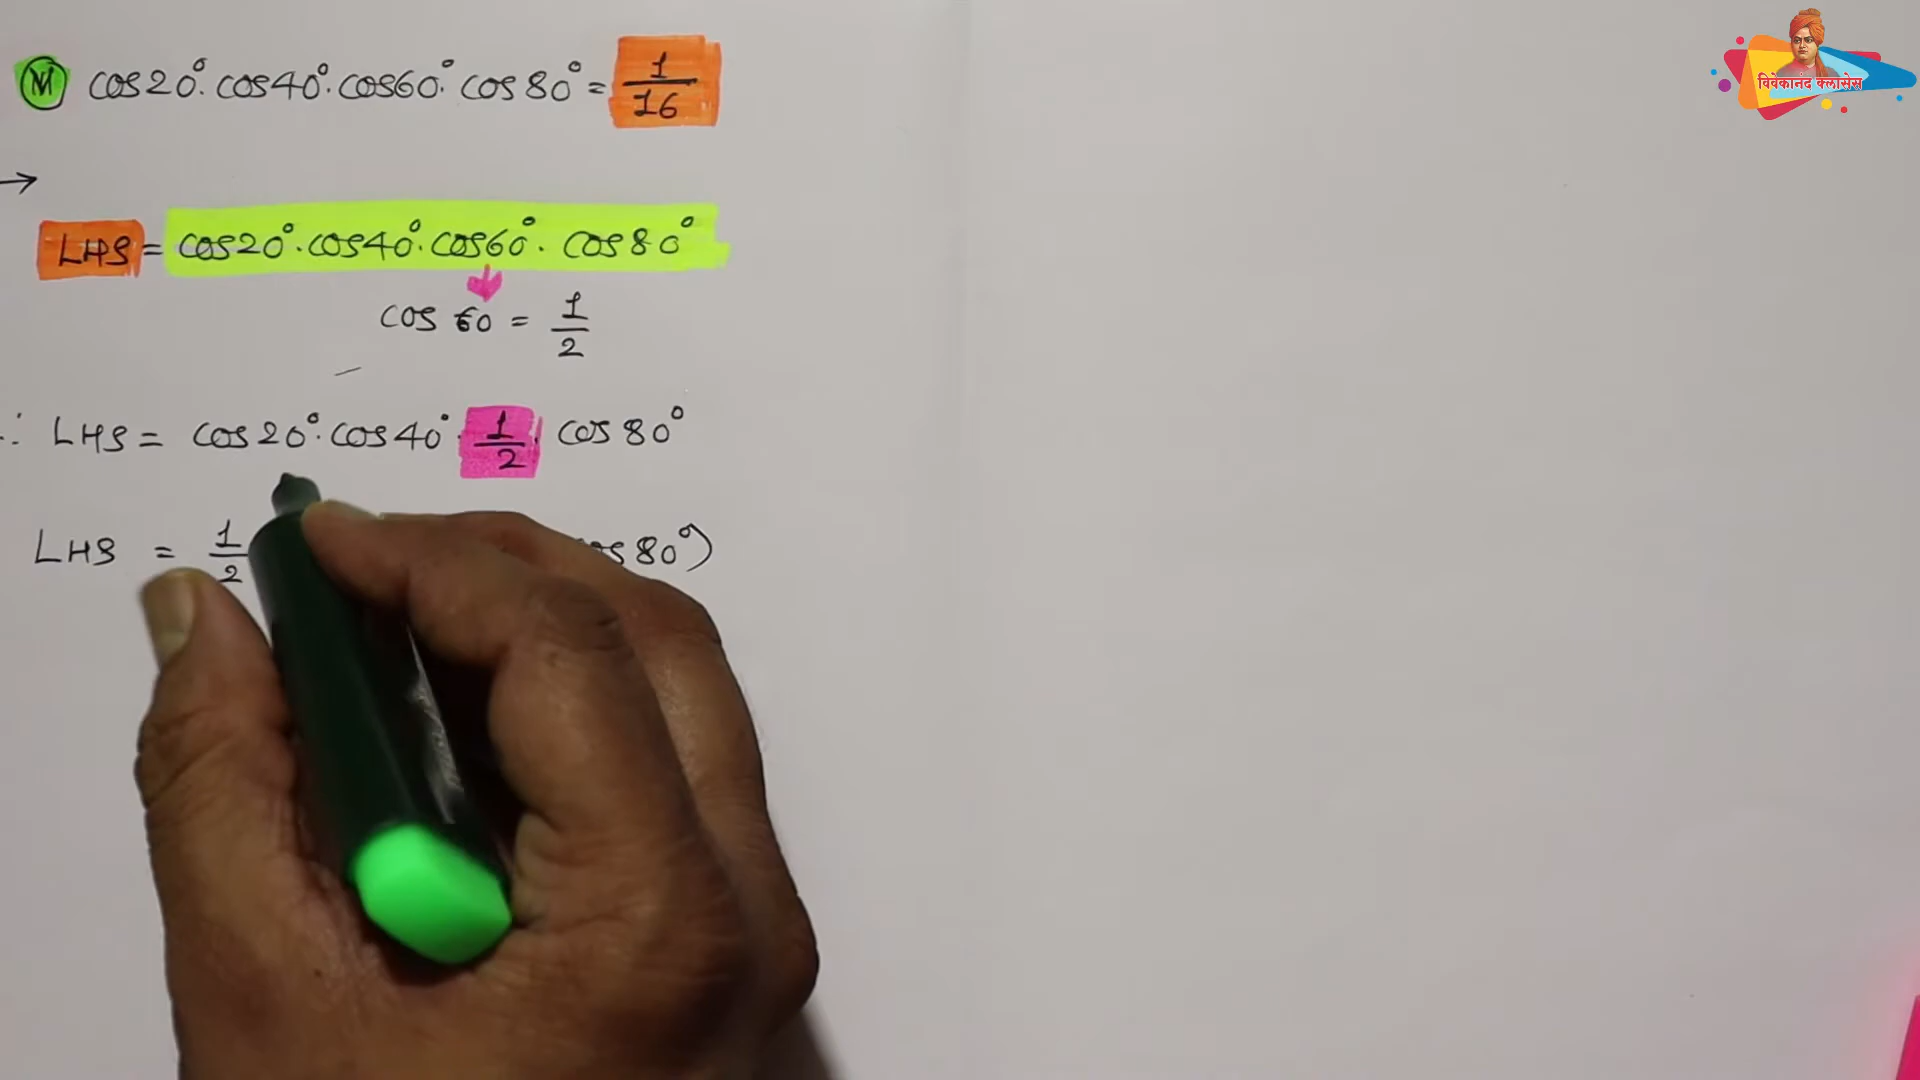 M cos20°. cos40°. cos60°. cos80° = 1/16
विवेकानंद क्लासेस
→
LHS = cos20°. cos40°. cos60°. cos80°
cos 60 = 1/2
∴ LHS = cos20°. cos40°. 1/2. cos80°
LHS = 1/2 cos80°)